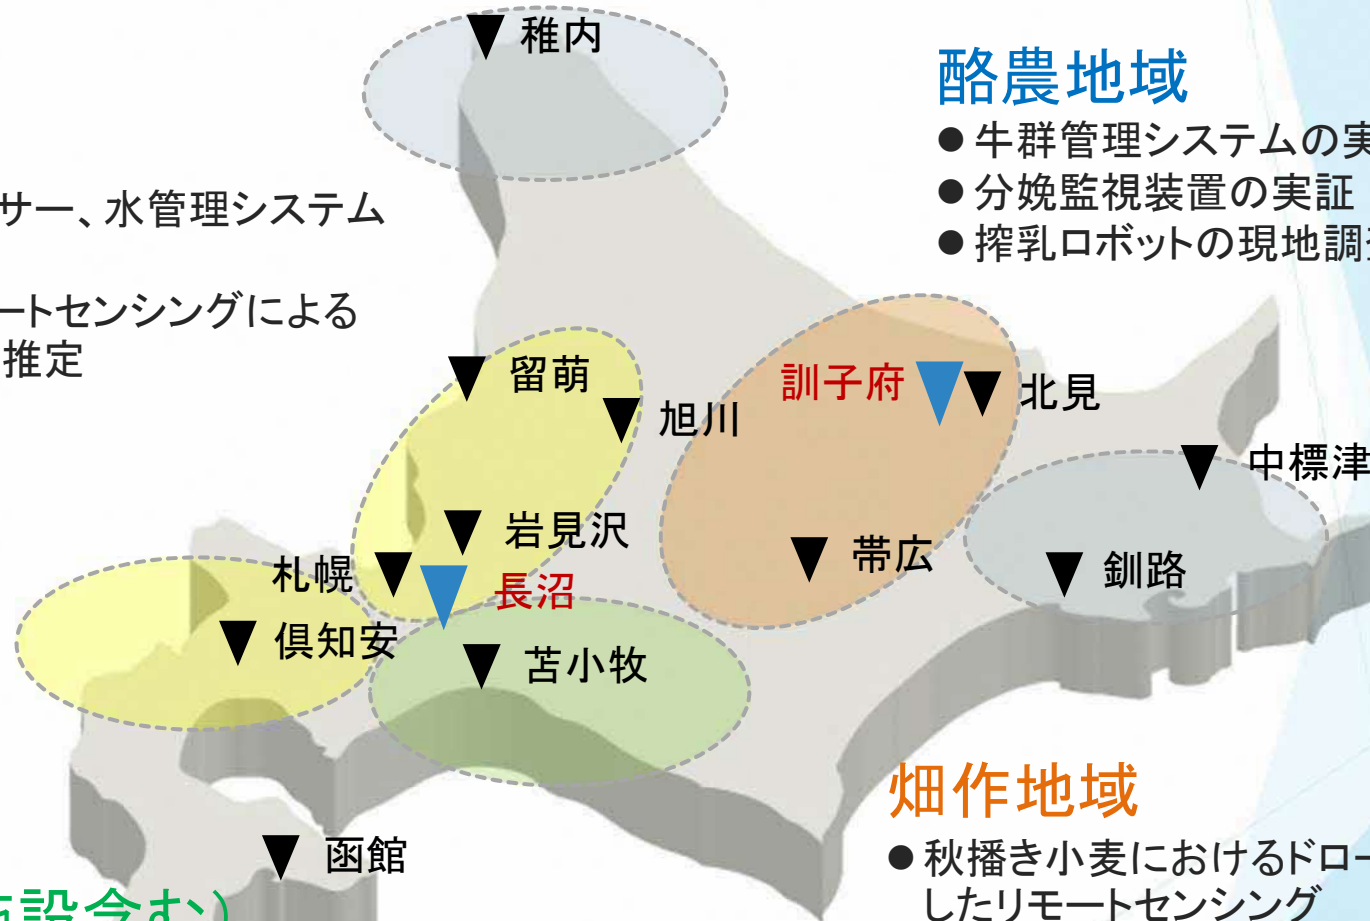 稚内
酪農地域
●牛群管理システムの実
●分娩監視装置の実証
●搾乳ロボットの現地調
サー、水管理システム
ートセンシングによる
推定
留萌
旭川
訓子府
北見
中標津
岩見沢
帯広
釧路
札幌
長沼
倶知安
苫小牧
畑作地域
函館
●秋播き小麦におけるドロー
したリモートセンシング
設含む）